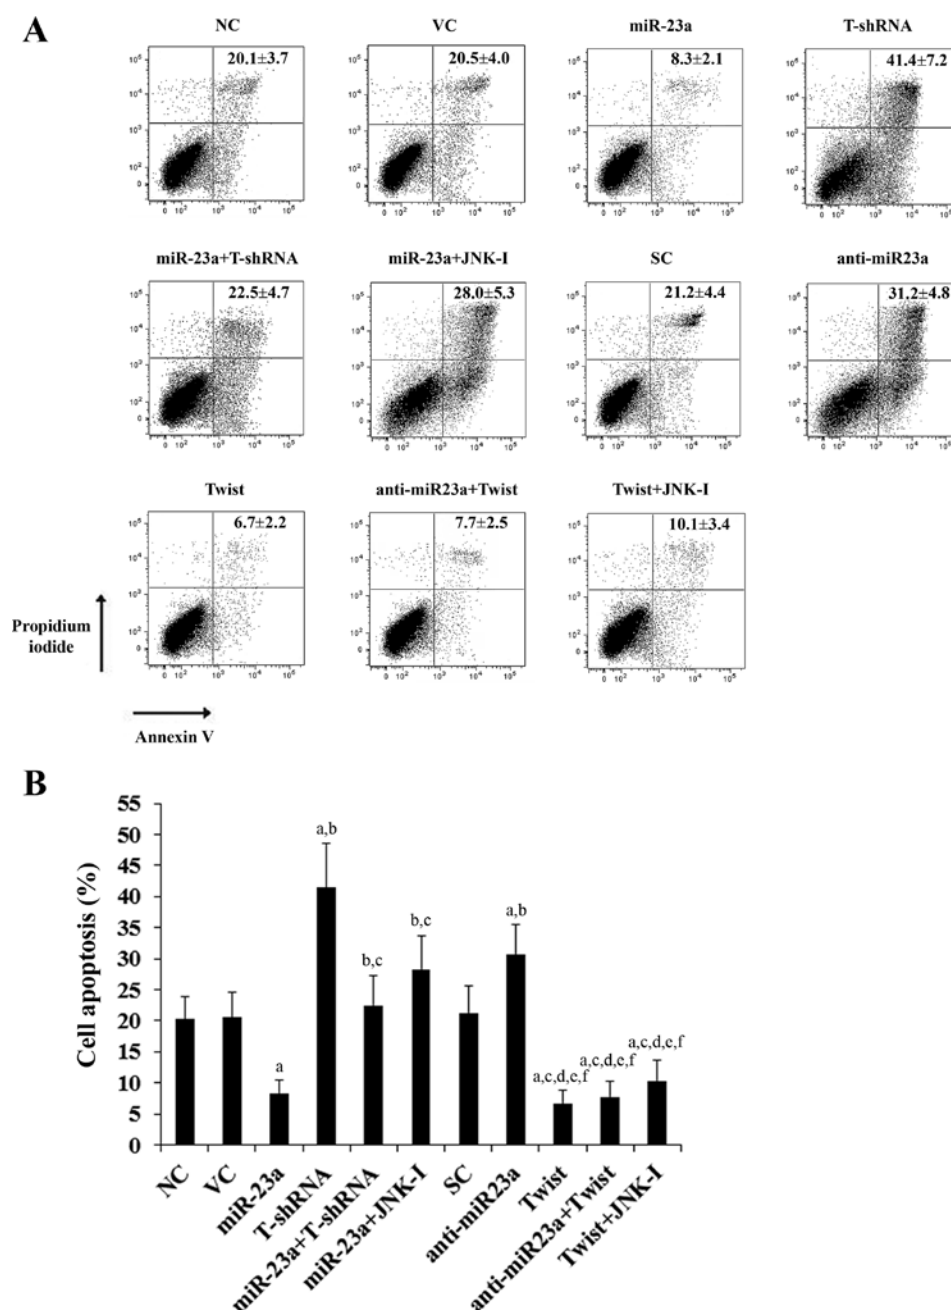 A
NC VC miR-23a T-shRNA
20.1±3.7 20.5±4.0 8.3±2.1 41.4±7.2
miR-23a+T-shRNA miR-23a+JNK-I SC anti-miR23a
22.5±4.7 28.0±5.3 21.2±4.4 31.2±4.8
Twist anti-miR23a+Twist Twist+JNK-I
6.7±2.2 7.7±2.5 10.1±3.4
Propidium
iodide
Annexin V
B
Cell apoptosis (%)
55
50
45
40
35
30
25
20
15
10
5
0
a
a,b
b,c
b,c
a,b
a,c,d,e,f
a,c,d,e,f
a,c,d,e,f
NC
VC
miR-23a
T-shRNA
miR-23a+T-shRNA
miR-23a+JNK-I
SC
anti-miR23a
Twist
anti-miR23a+Twist
Twist+JNK-I